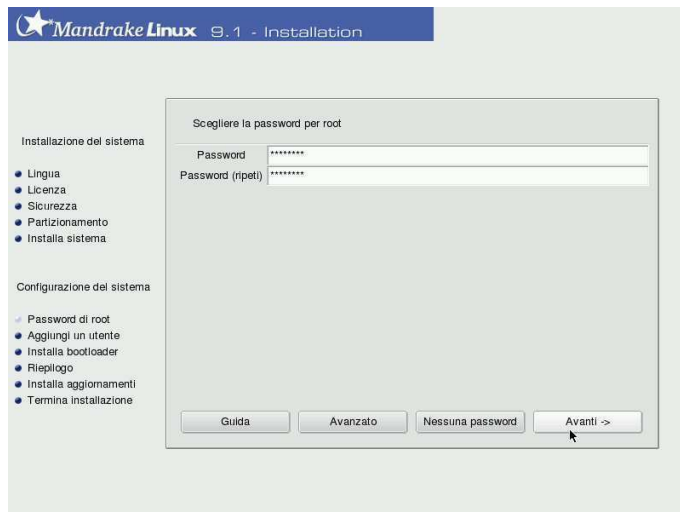 Mandrake Linux 9.1 - Installation
Installazione del sistema
Lingua
Licenza
Sicurezza
Partizionamento
Installa sistema
Configurazione del sistema
Password di root
Aggiungi un utente
Installa bootloader
Riepilogo
Installa aggiornamenti
Termina installazione
Scegliere la password per root
Password ********
Password (ripeti) ********
Guida Avanzato Nessuna password Avanti ->